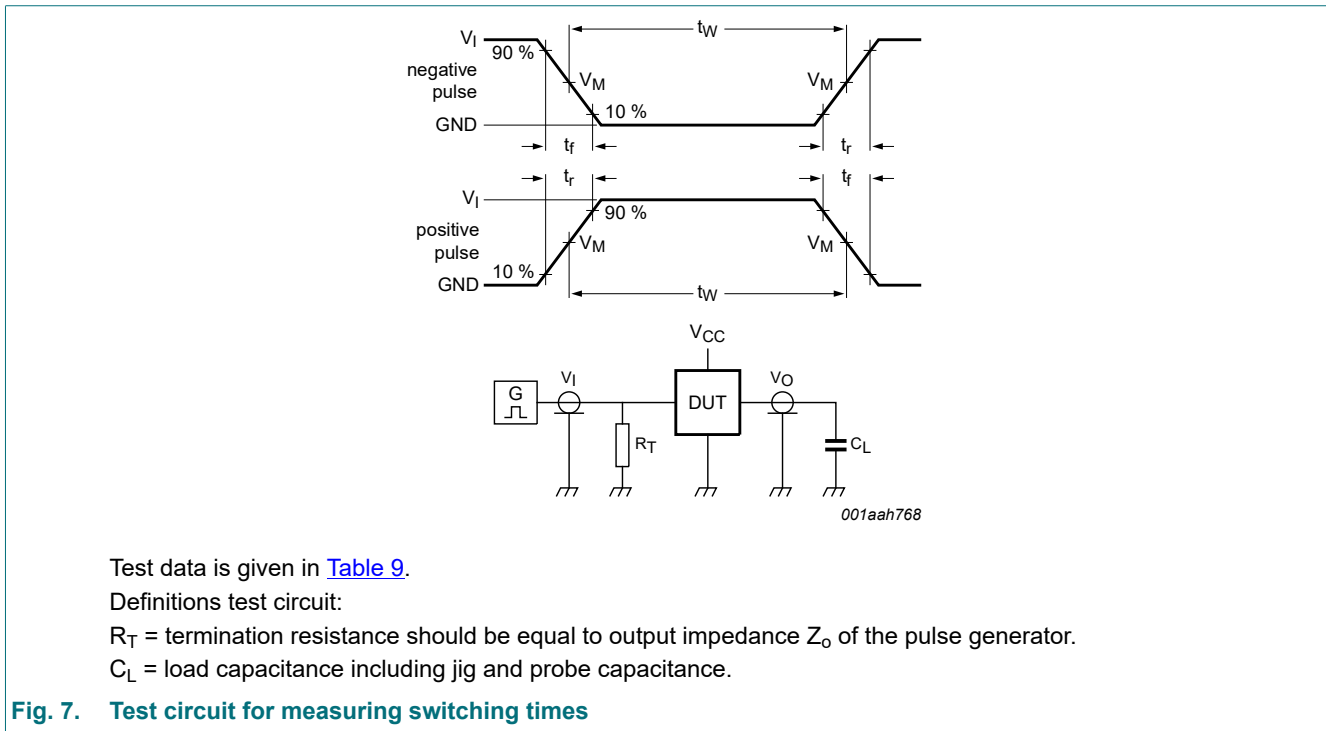 tW
VI
90 %
negative
pulse
VM
VM
10 %
GND
tf
tr
tr
tf
VI
90 %
positive
pulse
VM
VM
10 %
GND
tW
VCC
G
VI
DUT
VO
RT
CL
001aah768
Test data is given in Table 9.
Definitions test circuit:
RT = termination resistance should be equal to output impedance Zo of the pulse generator.
CL = load capacitance including jig and probe capacitance.
Fig. 7. Test circuit for measuring switching times